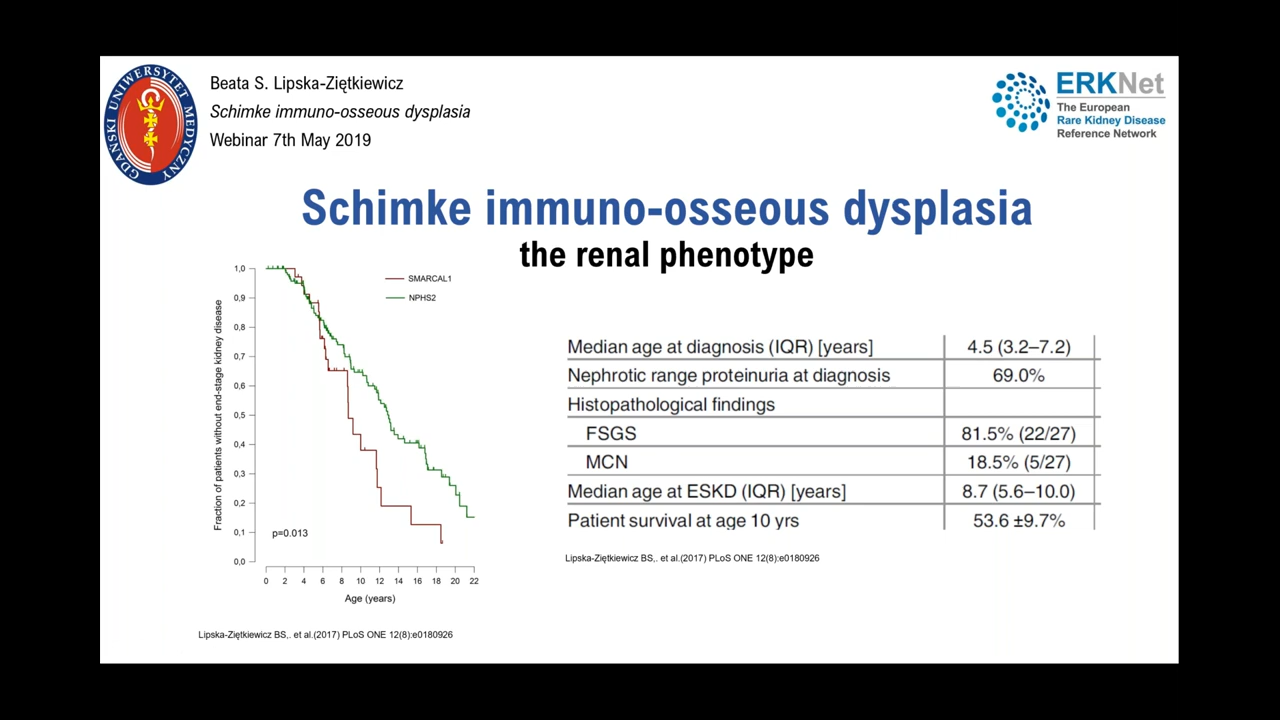 GDAŃSKI UNIWERSYTET MEDYCZNY
Beata S. Lipska-Ziętkiewicz
Schimke immuno-osseous dysplasia
Webinar 7th May 2019
ERKNet
The European
Rare Kidney Disease
Reference Network
Schimke immuno-osseous dysplasia
the renal phenotype
SMARCAL1
NPHS2
Fraction of patients without end-stage kidney disease
1,0
0,9
0,8
0,7
0,6
0,5
0,4
0,3
0,2
0,1
0,0
p=0.013
0 2 4 6 8 10 12 14 16 18 20 22
Age (years)
Lipska-Ziętkiewicz BS,. et al.(2017) PLoS ONE 12(8):e0180926
Median age at diagnosis (IQR) [years] 4.5 (3.2–7.2)
Nephrotic range proteinuria at diagnosis 69.0%
Histopathological findings
FSGS 81.5% (22/27)
MCN 18.5% (5/27)
Median age at ESKD (IQR) [years] 8.7 (5.6–10.0)
Patient survival at age 10 yrs 53.6 ±9.7%
Lipska-Ziętkiewicz BS,. et al.(2017) PLoS ONE 12(8):e0180926